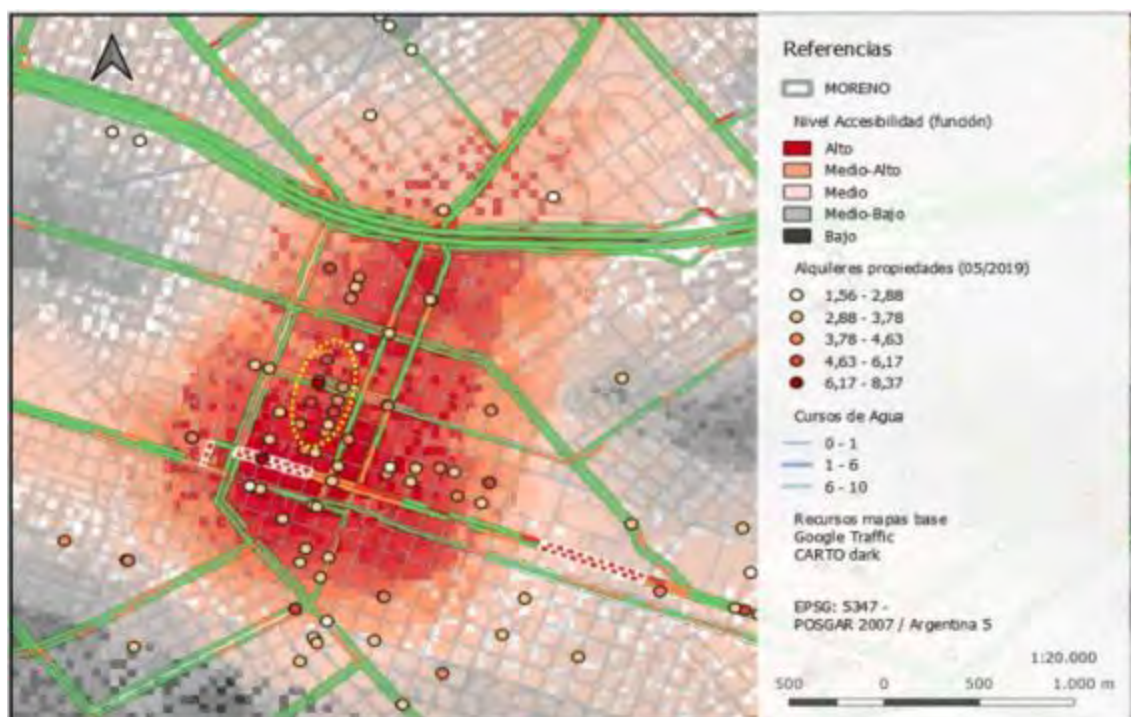 Referencias
MORENO
Nivel Accesibilidad (función)
Alto
Medio-Alto
Medio
Medio-Bajo
Bajo
Alquileres propiedades (05/2019)
1,56 - 2,88
2,88 - 3,78
3,78 - 4,63
4,63 - 6,17
6,17 - 8,37
Cursos de Agua
0 - 1
1 - 6
6 - 10
Recursos mapas base
Google Traffic
CARTO dark
EPSG: 5347 -
POSGAR 2007 / Argentina 5
1:20.000
500 0 500 1.000 m